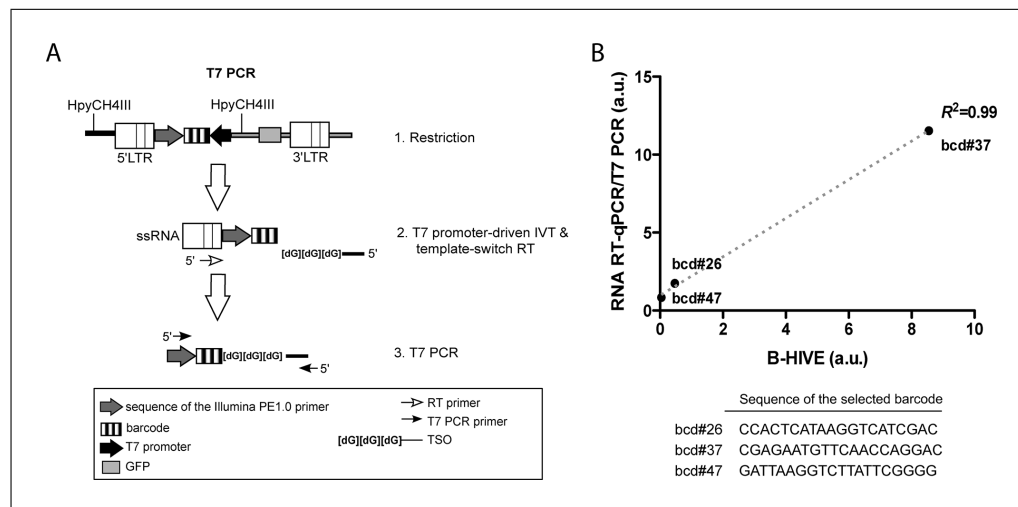 A
T7 PCR
HpyCH4III
HpyCH4III
5'LTR
3'LTR
1. Restriction
ssRNA
5'
[dG][dG][dG]
5'
2. T7 promoter-driven IVT &
template-switch RT
5'
[dG][dG][dG]
5'
3. T7 PCR
sequence of the Illumina PE1.0 primer
barcode
T7 promoter
GFP
RT primer
T7 PCR primer
[dG][dG][dG] TSO
B
RNA RT-qPCR/T7 PCR (a.u.)
15
10
5
0
R²=0.99
bcd#37
bcd#26
bcd#47
0 2 4 6 8 10
B-HIVE (a.u.)
Sequence of the selected barcode
bcd#26 CCACTCATAAGGTCATCGAC
bcd#37 CGAGAATGTTCAACCAGGAC
bcd#47 GATTAAGGTCTTATTCGGGG